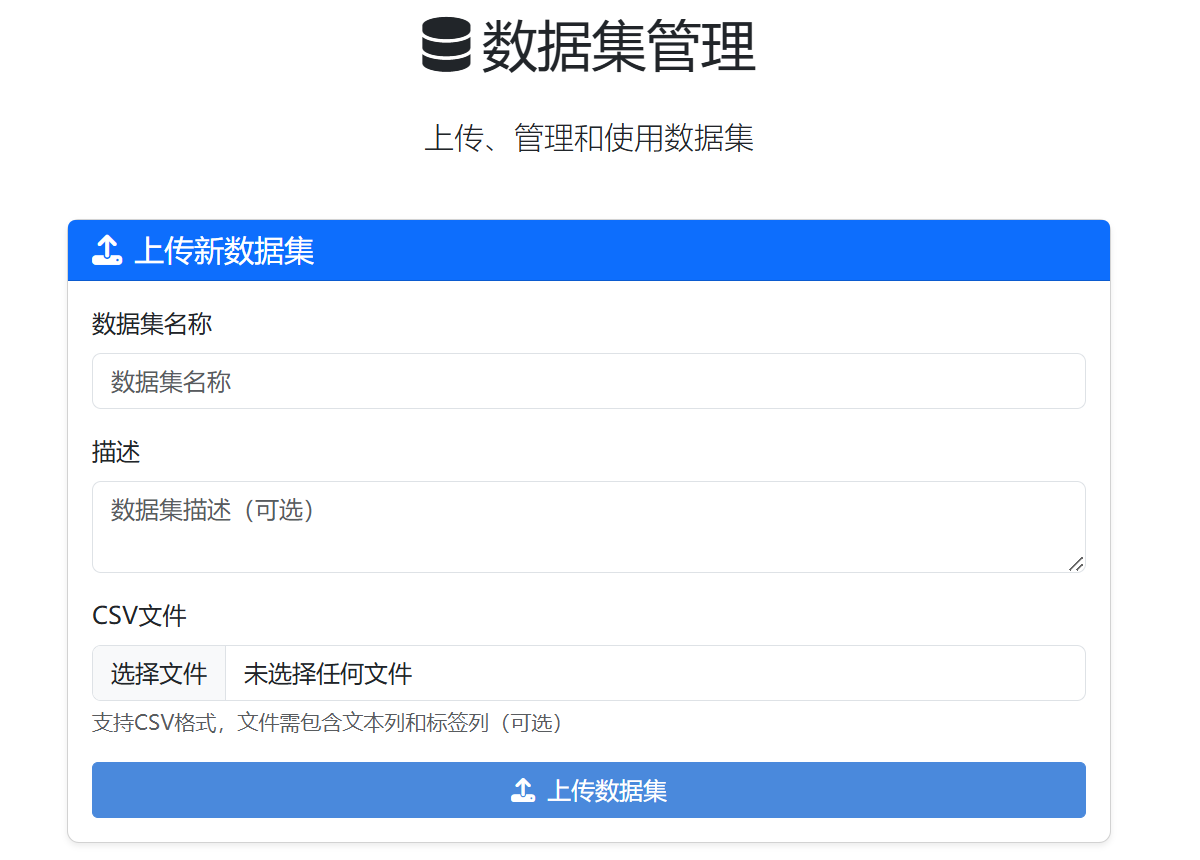 数据集管理
上传、管理和使用数据集
上传新数据集
数据集名称
数据集名称
描述
数据集描述（可选）
CSV文件
选择文件 未选择任何文件
支持CSV格式，文件需包含文本列和标签列（可选）
上传数据集